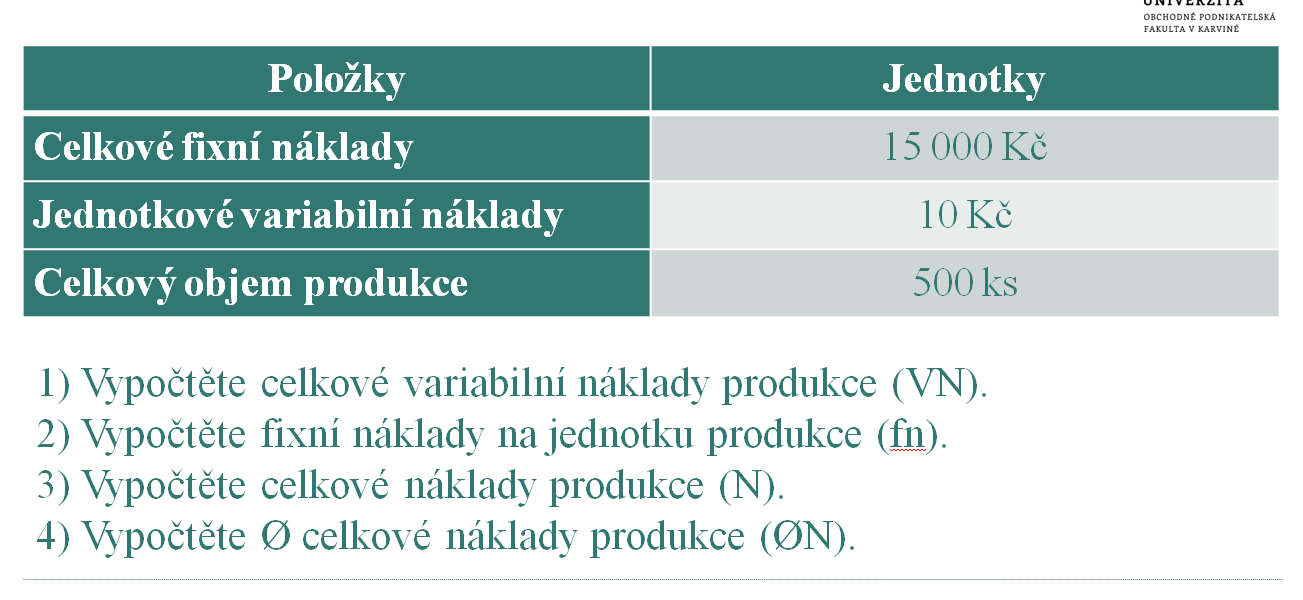 UNIVERZITA
OBCHODNĚ PODNIKATELSKÁ
FAKULTA V KARVINÉ
Položky Jednotky
Celkové fixní náklady 15 000 Kč
Jednotkové variabilní náklady 10 Kč
Celkový objem produkce 500 ks
1) Vypočtěte celkové variabilní náklady produkce (VN).
2) Vypočtěte fixní náklady na jednotku produkce (fn).
3) Vypočtěte celkové náklady produkce (N).
4) Vypočtěte Ø celkové náklady produkce (ØN).